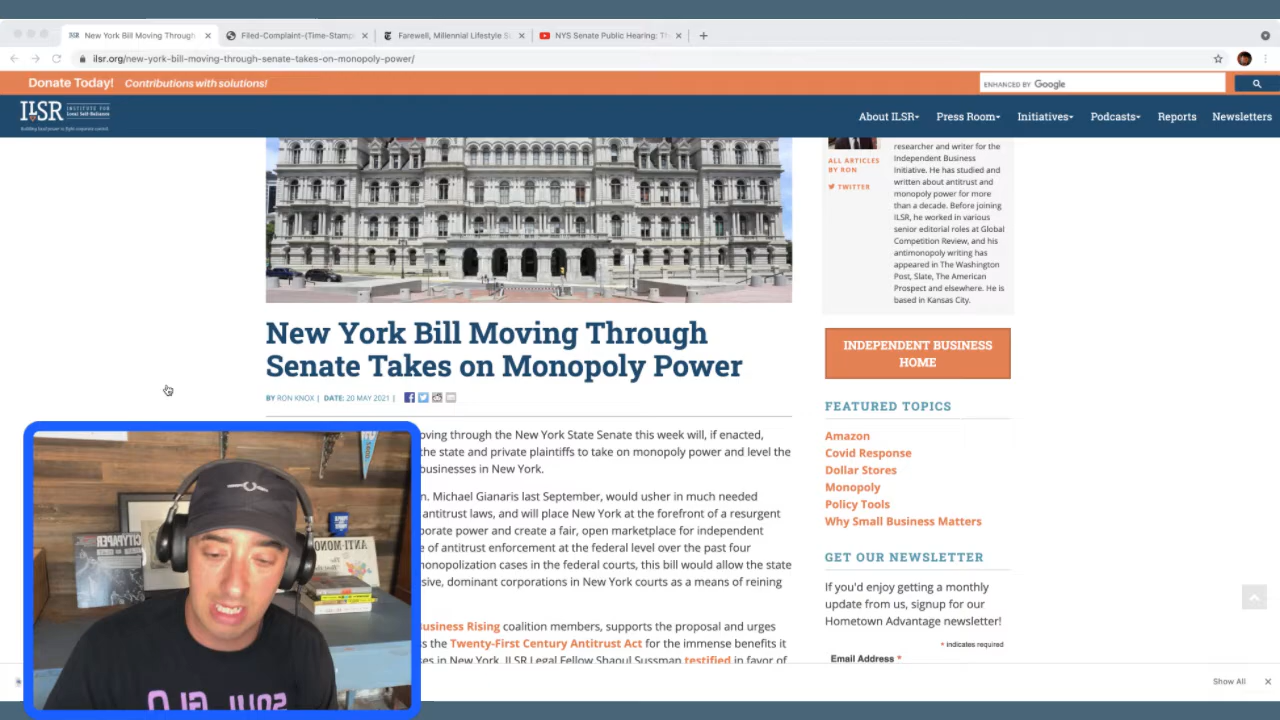 New York Bill Moving Through
Filed-Complaint-(Time-Stamp
Farewell, Millennial Lifestyle S
NYS Senate Public Hearing: Th
ilsr.org/new-york-bill-moving-through-senate-takes-on-monopoly-power/
Donate Today! Contributions with solutions!
ENHANCED BY Google
ILSR INSTITUTE FOR Local Self-Reliance
About ILSR
Press Room
Initiatives
Podcasts
Reports
Newsletters
ALL ARTICLES
BY RON
TWITTER
researcher and writer for the
Independent Business
Initiative. He has studied and
written about antitrust and
monopoly power for more
than a decade. Before joining
ILSR, he worked in various
senior editorial roles at Global
Competition Review, and his
antimonopoly writing has
appeared in The Washington
Post, Slate, The American
Prospect and elsewhere. He is
based in Kansas City.
New York Bill Moving Through
Senate Takes on Monopoly Power
BY RON KNOX | DATE: 20 MAY 2021 |
oving through the New York State Senate this week will, if enacted,
the state and private plaintiffs to take on monopoly power and level the
businesses in New York.
n. Michael Gianaris last September, would usher in much needed
antitrust laws, and will place New York at the forefront of a resurgent
porate power and create a fair, open marketplace for independent
e of antitrust enforcement at the federal level over the past four
monopolization cases in the federal courts, this bill would allow the state
sive, dominant corporations in New York courts as a means of reining
Business Rising coalition members, supports the proposal and urges
s the Twenty-First Century Antitrust Act for the immense benefits it
es in New York. ILSR Legal Fellow Shaoul Sussman testified in favor of
INDEPENDENT BUSINESS
HOME
FEATURED TOPICS
Amazon
Covid Response
Dollar Stores
Monopoly
Policy Tools
Why Small Business Matters
GET OUR NEWSLETTER
If you'd enjoy getting a monthly
update from us, signup for our
Hometown Advantage newsletter!
* indicates required
Email Address *
Show All
CITYPAPER
ANTI-MONO